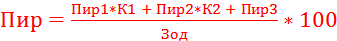 Пир = Пир1*К1 + Пир2*К2 + Пир3 / Зод * 100